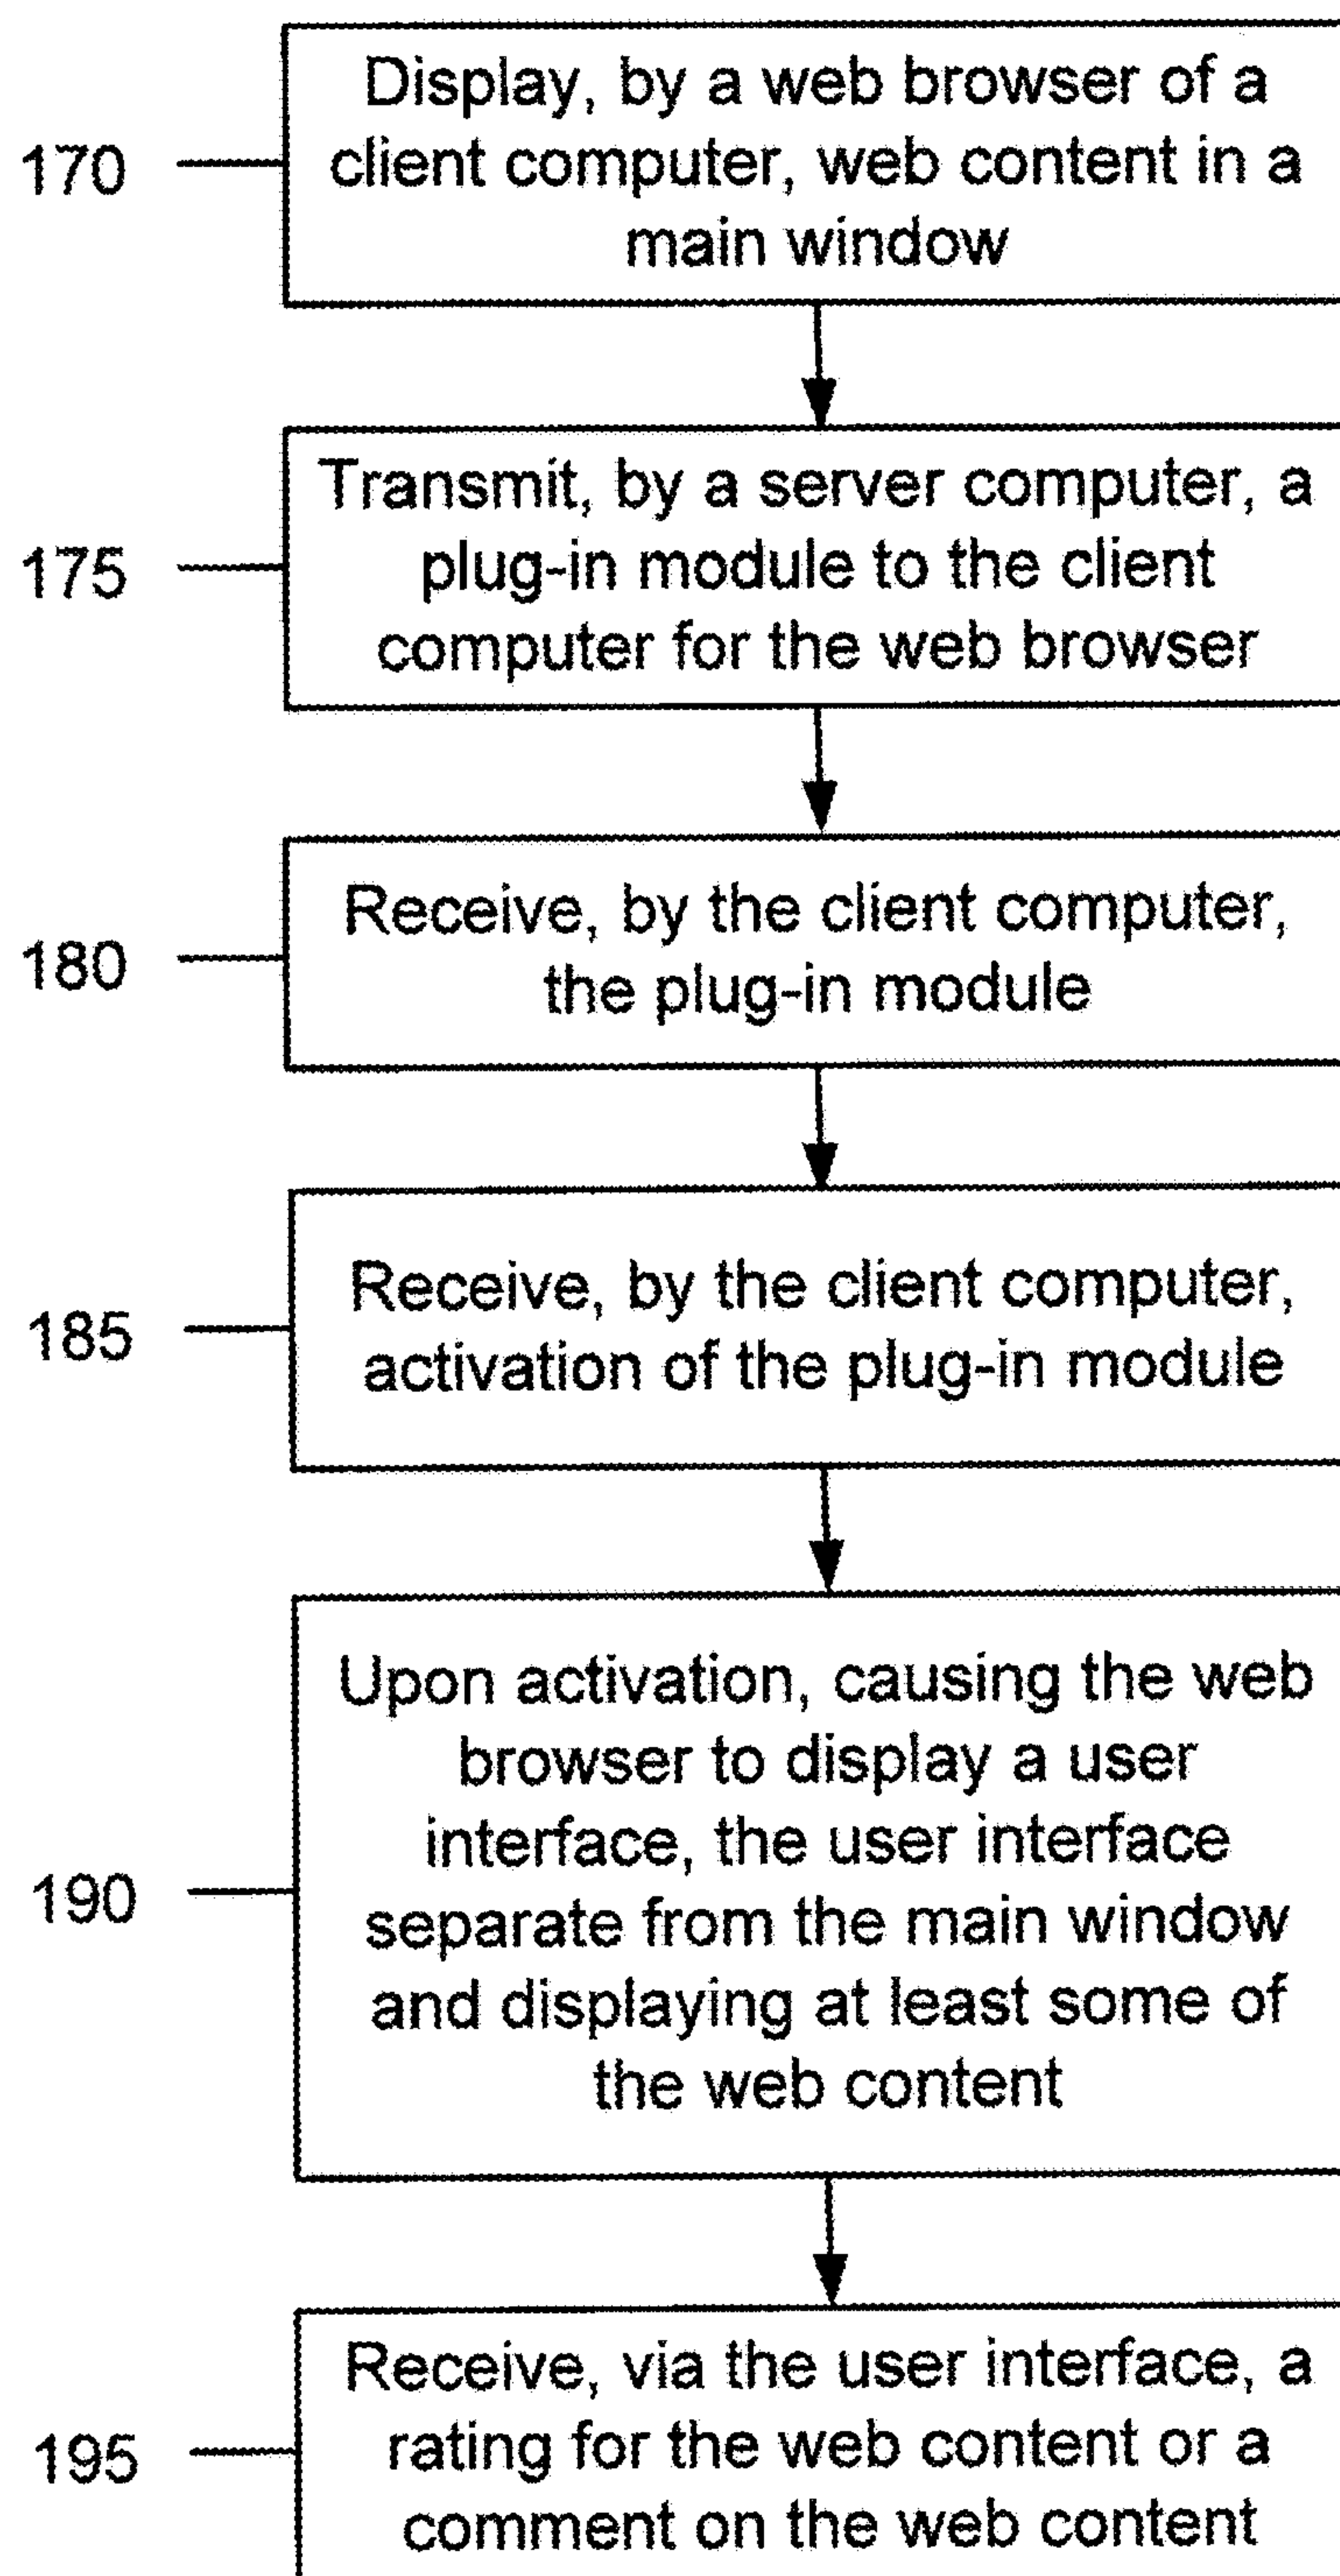 Display, by a web browser of a
170
client computer, web content in a
main window
Transmit, by a server computer, a
175
plug-in module to the client
computer for the web browser
Receive, by the client computer,
180
the plug-in module
Receive, by the client computer,
185
activation of the plug-in module
Upon activation, causing the web
browser to display a user
interface, the user interface
190
separate from the main window
and displaying at least some of
the web content
Receive, via the user interface, a
195
rating for the web content or a
comment on the web content